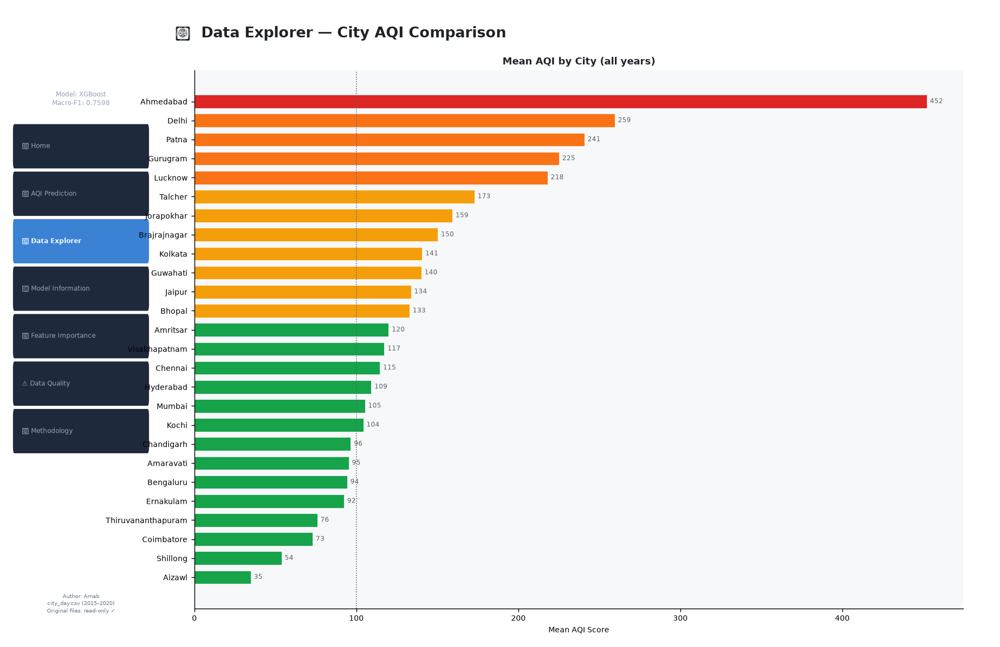 Data Explorer — City AQI Comparison
Model: XGBoost
Macro-F1: 0.7598
Home
AQI Prediction
Data Explorer
Model Information
Feature Importance
⚠ Data Quality
Methodology
Author: Arnab
city_day.csv (2015–2020)
Original files: read-only ✓
Mean AQI by City (all years)
Ahmedabad 452
Delhi 259
Patna 241
Gurugram 225
Lucknow 218
Talcher 173
Jorapokhar 159
Brajrajnagar 150
Kolkata 141
Guwahati 140
Jaipur 134
Bhopal 133
Amritsar 120
Visakhapatnam 117
Chennai 115
Hyderabad 109
Mumbai 105
Kochi 104
Chandigarh 96
Amaravati 95
Bengaluru 94
Ernakulam 92
Thiruvananthapuram 76
Coimbatore 73
Shillong 54
Aizawl 35
0 100 200 300 400
Mean AQI Score